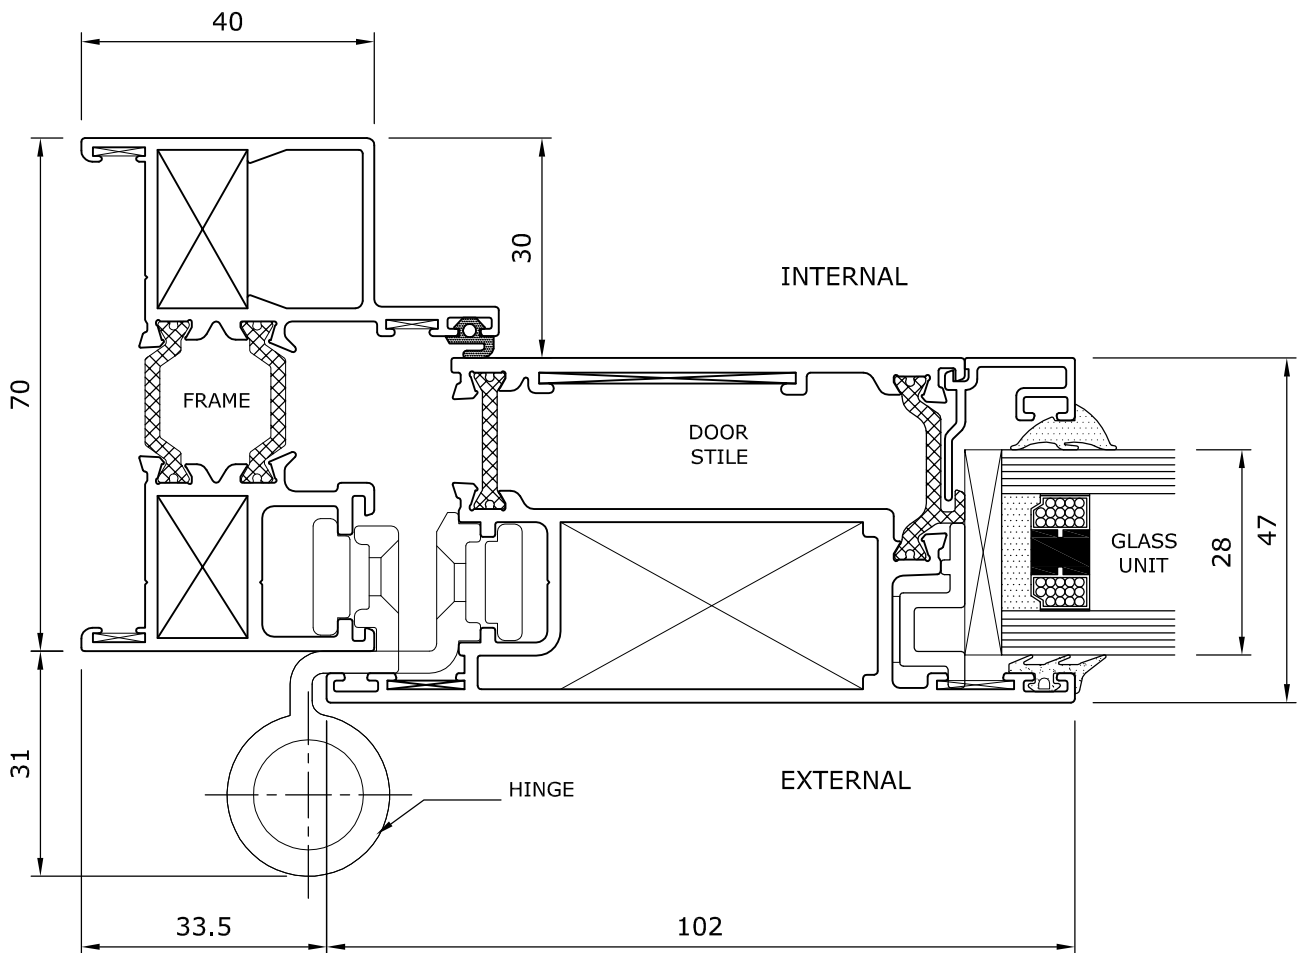 40
30
INTERNAL
70
FRAME
DOOR
STILE
GLASS
UNIT
28
47
31
HINGE
EXTERNAL
33.5
102